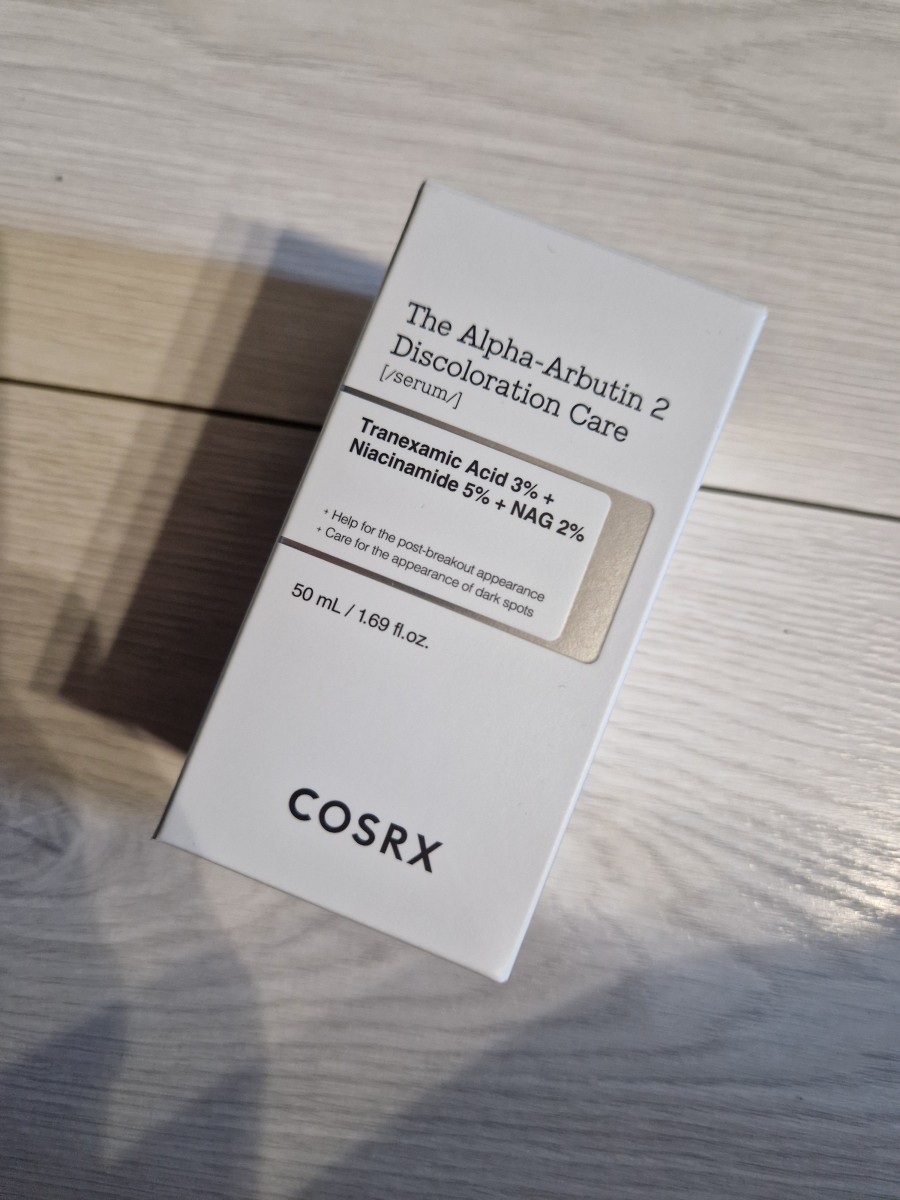 The Alpha-Arbutin 2
Discoloration Care
[/serum/]
Tranexamic Acid 3% +
Niacinamide 5% + NAG 2%
+ Help for the post-breakout appearance
+ Care for the appearance of dark spots
50 mL / 1.69 fl.oz.
COSRX